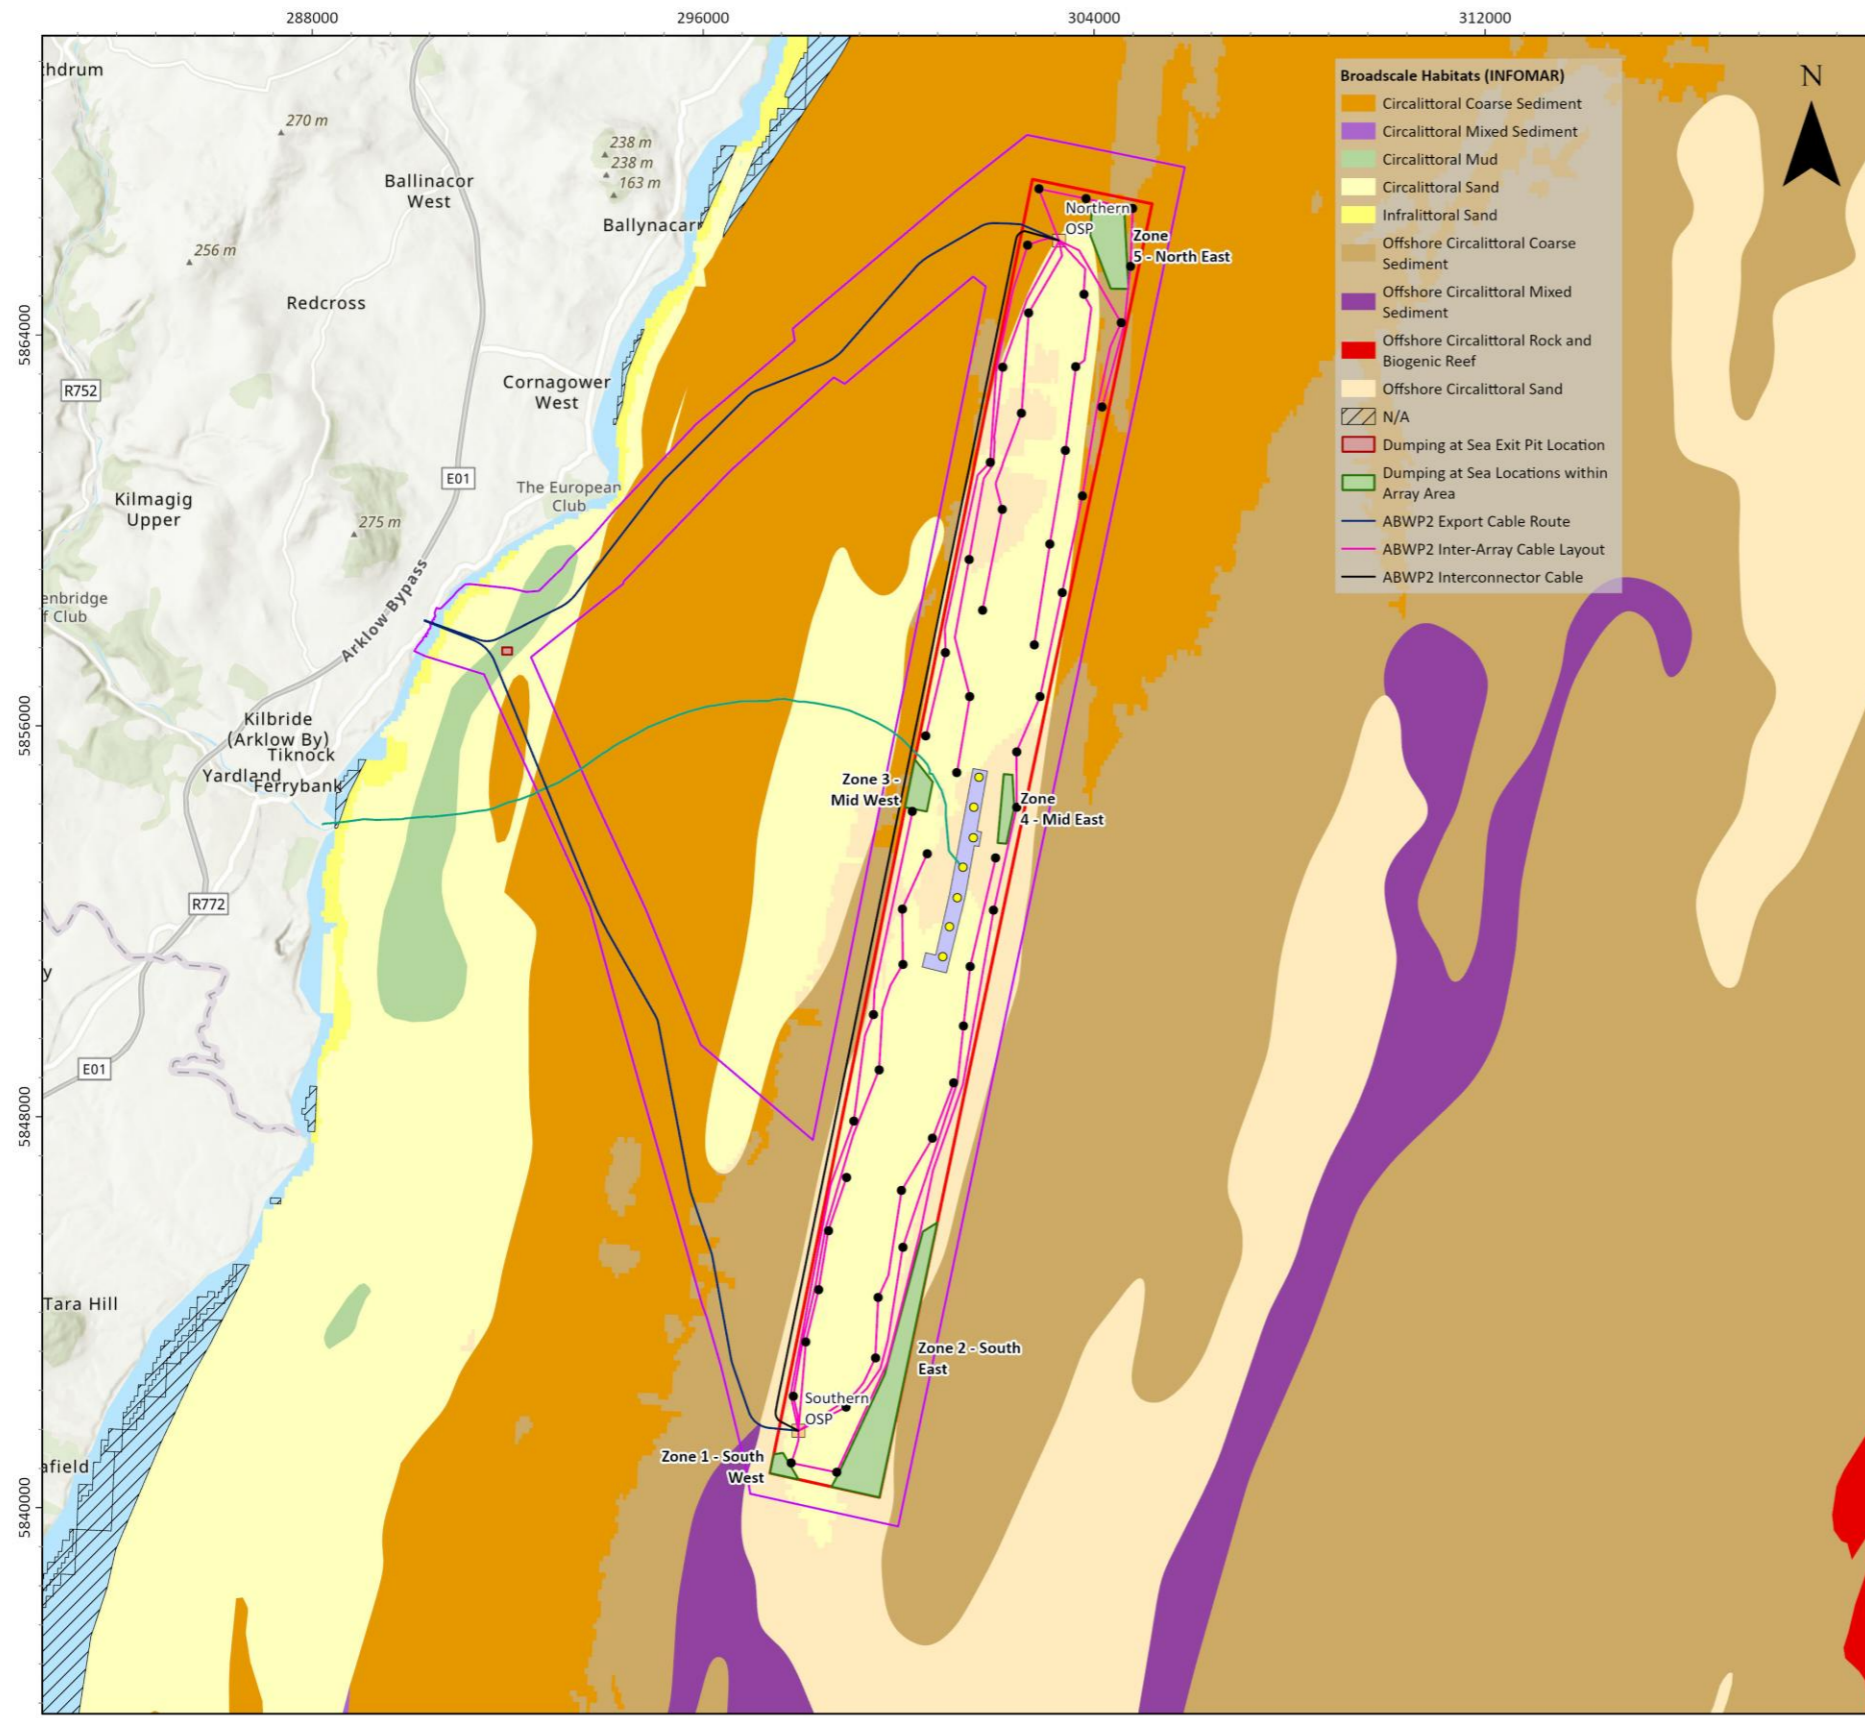 288000
296000
304000
312000
5864000
5856000
5848000
5840000
hdrum
270 m
238 m
238 m
163 m
Ballinacor
West
Ballynacarr
256 m
Redcross
R752
Cornagower
West
E01
The European
Club
Kilmagig
Upper
275 m
enbridge
f Club
Arklow Bypass
Kilbride
(Arklow By)
Tiknock
Yardland
Ferrybank
R772
y
E01
Tara Hill
afield
Northern
OSP
Zone
5 - North East
Zone 3 -
Mid West
Zone
4 - Mid East
Zone 2 - South
East
Southern
OSP
Zone 1 - South
West
Broadscale Habitats (INFOMAR)
Circalittoral Coarse Sediment
Circalittoral Mixed Sediment
Circalittoral Mud
Circalittoral Sand
Infralittoral Sand
Offshore Circalittoral Coarse
Sediment
Offshore Circalittoral Mixed
Sediment
Offshore Circalittoral Rock and
Biogenic Reef
Offshore Circalittoral Sand
N/A
Dumping at Sea Exit Pit Location
Dumping at Sea Locations within
Array Area
ABWP2 Export Cable Route
ABWP2 Inter-Array Cable Layout
ABWP2 Interconnector Cable
N